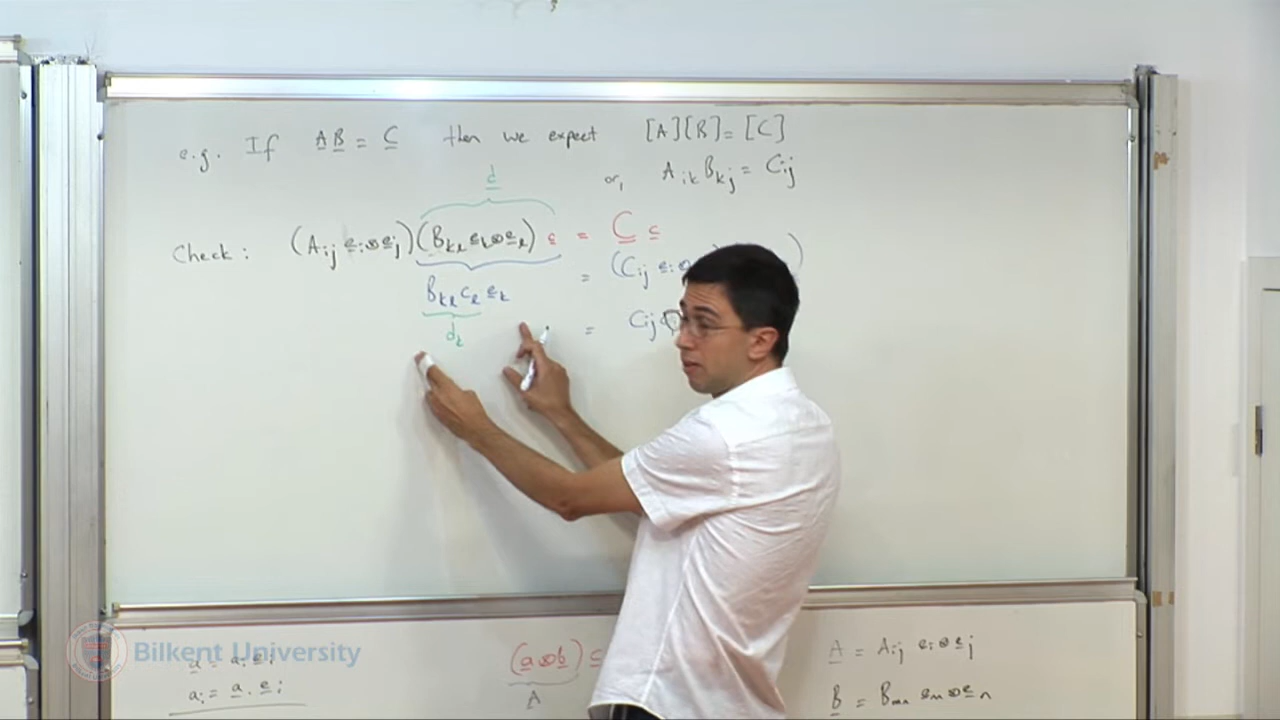 e.g. If A B = C then we expect [A][B] = [C]
or, A_ik B_kj = C_ij
d
Check : (A_ij e_i⊗e_j)(B_kl e_k⊗e_l) c = C c
B_kl c_l e_k = (C_ij e_i⊗ )
d_k = C_ij
a = a_i e_i (a⊗b) c A = A_ij e_i⊗e_j
a_i = a . e_i A B = B_mn e_m⊗e_n
Bilkent University